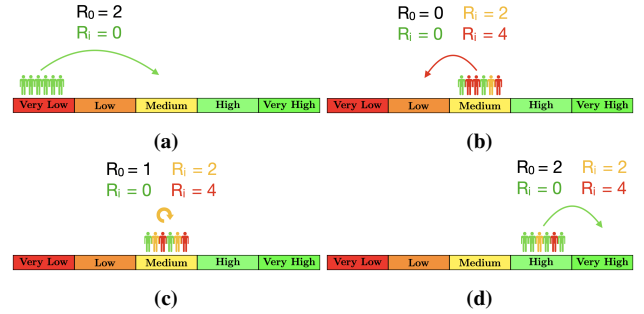 R₀ = 2
Rᵢ = 0
Very Low Low Medium High Very High
(a)
R₀ = 0 Rᵢ = 2
Rᵢ = 0 Rᵢ = 4
Very Low Low Medium High Very High
(b)
R₀ = 1 Rᵢ = 2
Rᵢ = 0 Rᵢ = 4
Very Low Low Medium High Very High
(c)
R₀ = 2 Rᵢ = 2
Rᵢ = 0 Rᵢ = 4
Very Low Low Medium High Very High
(d)